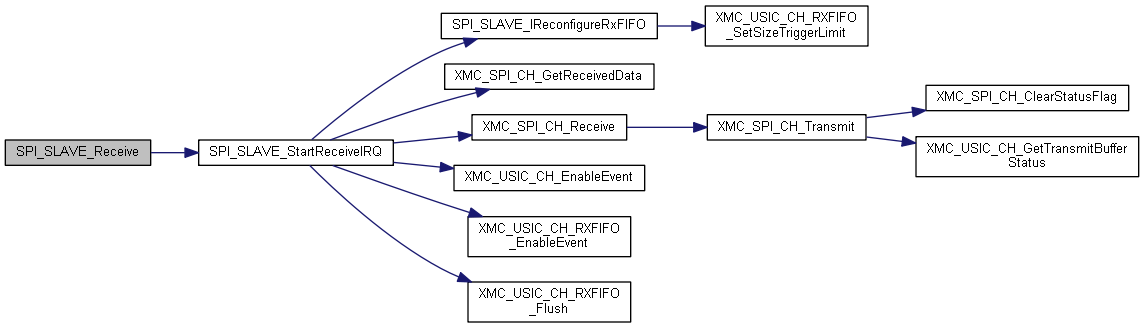 SPI_SLAVE_Receive
SPI_SLAVE_StartReceiveIRQ
SPI_SLAVE_lReconfigureRxFIFO
XMC_USIC_CH_RXFIFO
_SetSizeTriggerLimit
XMC_SPI_CH_GetReceivedData
XMC_SPI_CH_Receive
XMC_SPI_CH_Transmit
XMC_SPI_CH_ClearStatusFlag
XMC_USIC_CH_GetTransmitBuffer
Status
XMC_USIC_CH_EnableEvent
XMC_USIC_CH_RXFIFO
_EnableEvent
XMC_USIC_CH_RXFIFO
_Flush